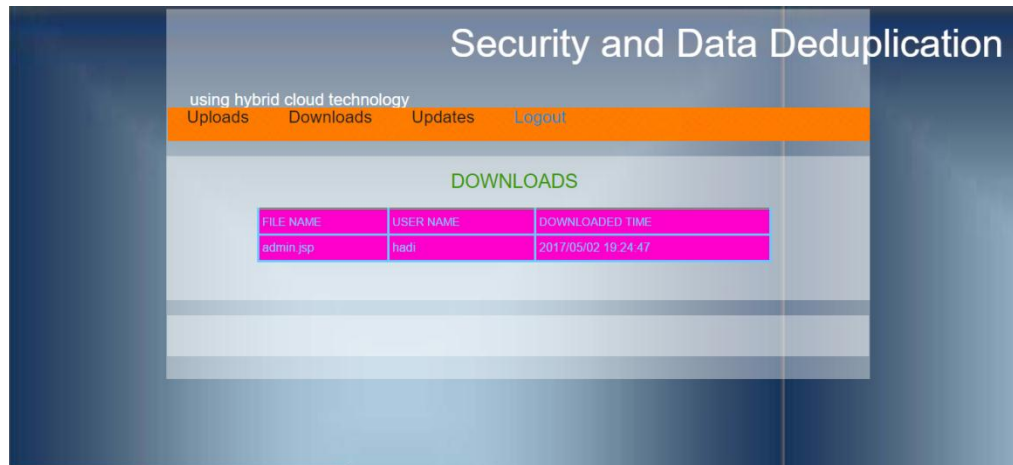 Security and Data Deduplication
using hybrid cloud technology
Uploads Downloads Updates Logout
DOWNLOADS
FILE NAME USER NAME DOWNLOADED TIME
admin.jsp hadi 2017/05/02 19:24:47